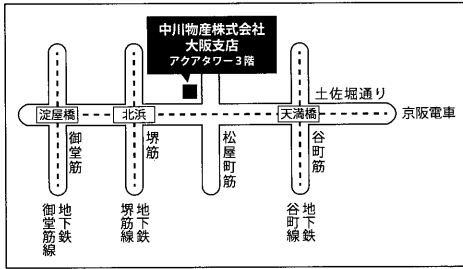 中川物産株式会社
大阪支店
アクアタワー3階
土佐堀通り
淀屋橋
北浜
天満橋
京阪電車
御堂筋
堺筋
松屋町筋
谷町筋
地下鉄
御堂筋線
地下鉄
堺筋線
地下鉄
谷町線